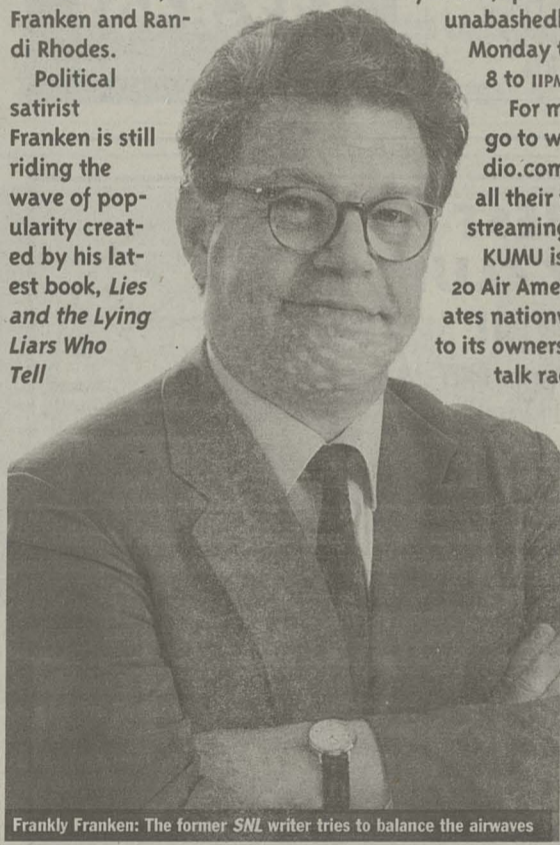 Franken and Ran-
di Rhodes.
Political
satirist
Franken is still
riding the
wave of pop-
ularity creat-
ed by his lat-
est book, Lies
and the Lying
Liars Who
Tell
unabashedl
Monday
8 to 11PM
For m
go to w
dio.com
all their
streaming
KUMU is
20 Air Ame
ates nationw
to its owners
talk ra
Frankly Franken: The former SNL writer tries to balance the airwaves